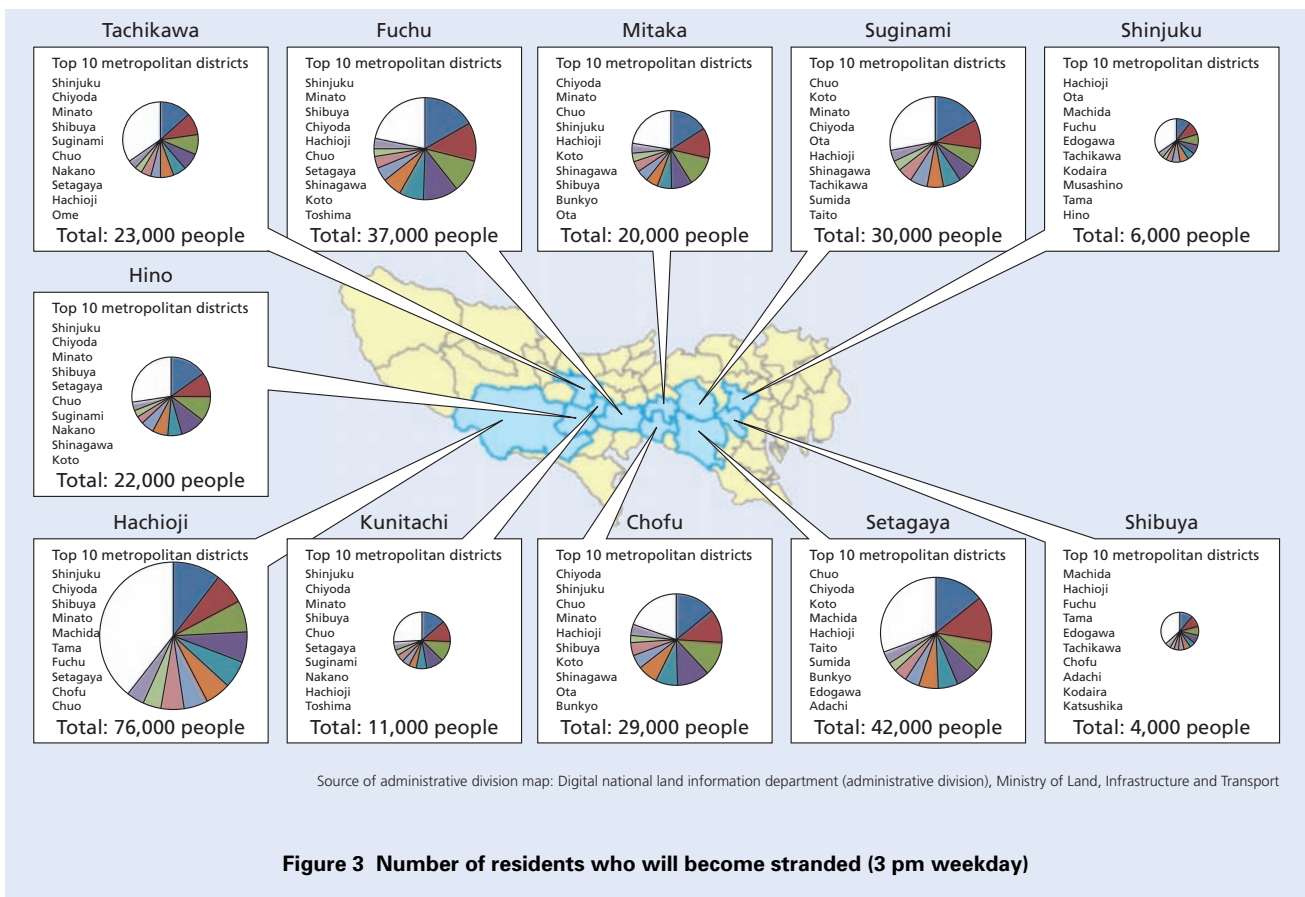 Tachikawa
Top 10 metropolitan districts
Shinjuku
Chiyoda
Minato
Shibuya
Suginami
Chuo
Nakano
Setagaya
Hachioji
Ome
Total: 23,000 people
Fuchu
Top 10 metropolitan districts
Shinjuku
Minato
Shibuya
Chiyoda
Hachioji
Chuo
Setagaya
Shinagawa
Koto
Toshima
Total: 37,000 people
Mitaka
Top 10 metropolitan districts
Chiyoda
Minato
Chuo
Shinjuku
Hachioji
Koto
Shinagawa
Shibuya
Bunkyo
Ota
Total: 20,000 people
Suginami
Top 10 metropolitan districts
Chuo
Koto
Minato
Chiyoda
Ota
Hachioji
Shinagawa
Tachikawa
Sumida
Taito
Total: 30,000 people
Shinjuku
Top 10 metropolitan districts
Hachioji
Ota
Machida
Fuchu
Edogawa
Tachikawa
Kodaira
Musashino
Tama
Hino
Total: 6,000 people
Hino
Top 10 metropolitan districts
Shinjuku
Chiyoda
Minato
Shibuya
Setagaya
Chuo
Suginami
Nakano
Shinagawa
Koto
Total: 22,000 people
Hachioji
Top 10 metropolitan districts
Shinjuku
Chiyoda
Shibuya
Minato
Machida
Tama
Fuchu
Setagaya
Chofu
Chuo
Total: 76,000 people
Kunitachi
Top 10 metropolitan districts
Shinjuku
Chiyoda
Minato
Shibuya
Chuo
Setagaya
Suginami
Nakano
Hachioji
Toshima
Total: 11,000 people
Chofu
Top 10 metropolitan districts
Chiyoda
Shinjuku
Chuo
Minato
Hachioji
Shibuya
Koto
Shinagawa
Ota
Bunkyo
Total: 29,000 people
Setagaya
Top 10 metropolitan districts
Chuo
Chiyoda
Koto
Machida
Hachioji
Taito
Sumida
Bunkyo
Edogawa
Adachi
Total: 42,000 people
Shibuya
Top 10 metropolitan districts
Machida
Hachioji
Fuchu
Tama
Edogawa
Tachikawa
Chofu
Adachi
Kodaira
Katsushika
Total: 4,000 people
Source of administrative division map: Digital national land information department (administrative division), Ministry of Land, Infrastructure and Transport
Figure 3 Number of residents who will become stranded (3 pm weekday)